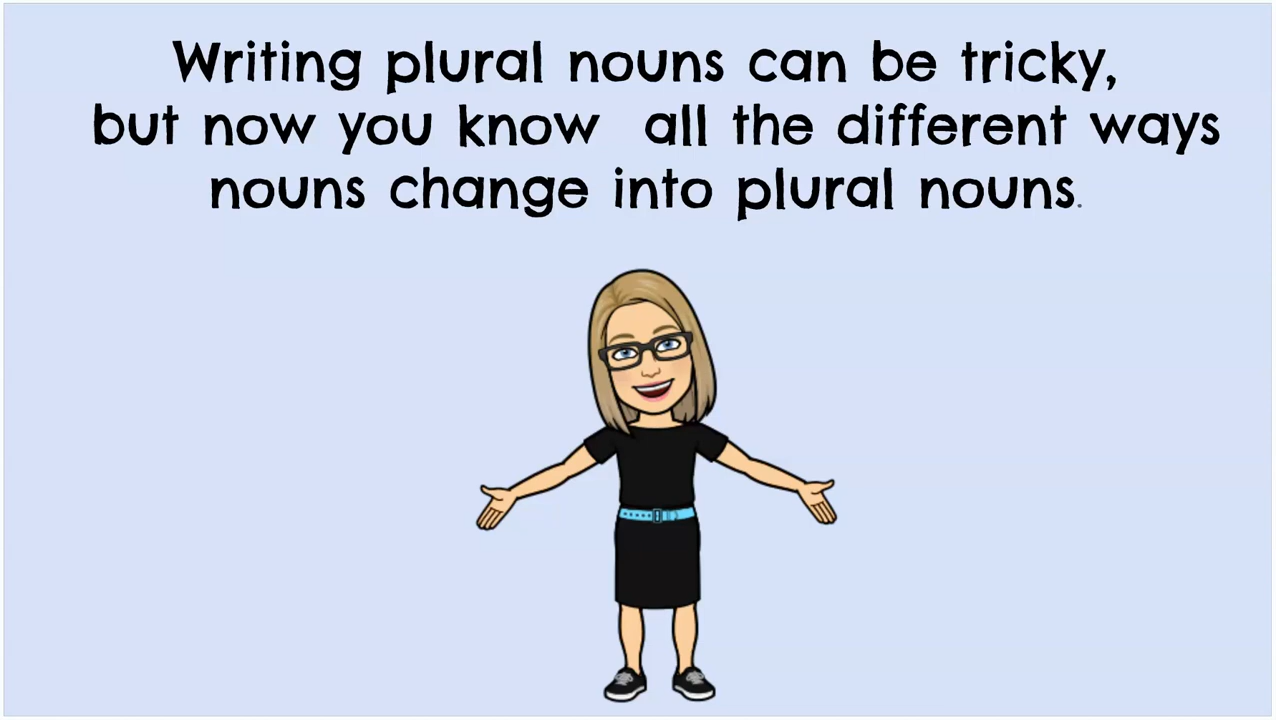 Writing plural nouns can be tricky,
but now you know all the different ways
nouns change into plural nouns.